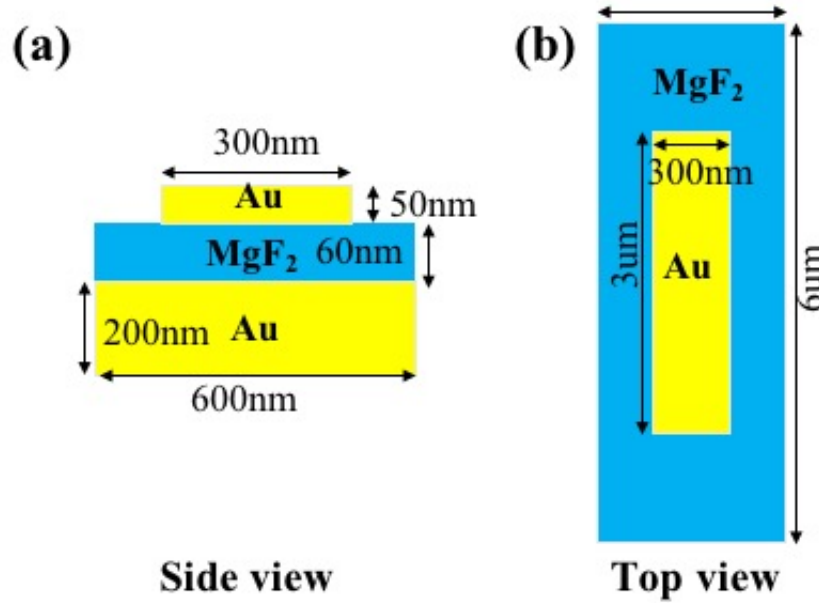 (a)
300nm
Au
50nm
MgF₂
60nm
200nm
Au
600nm
Side view
(b)
MgF₂
300nm
3um
Au
6um
Top view